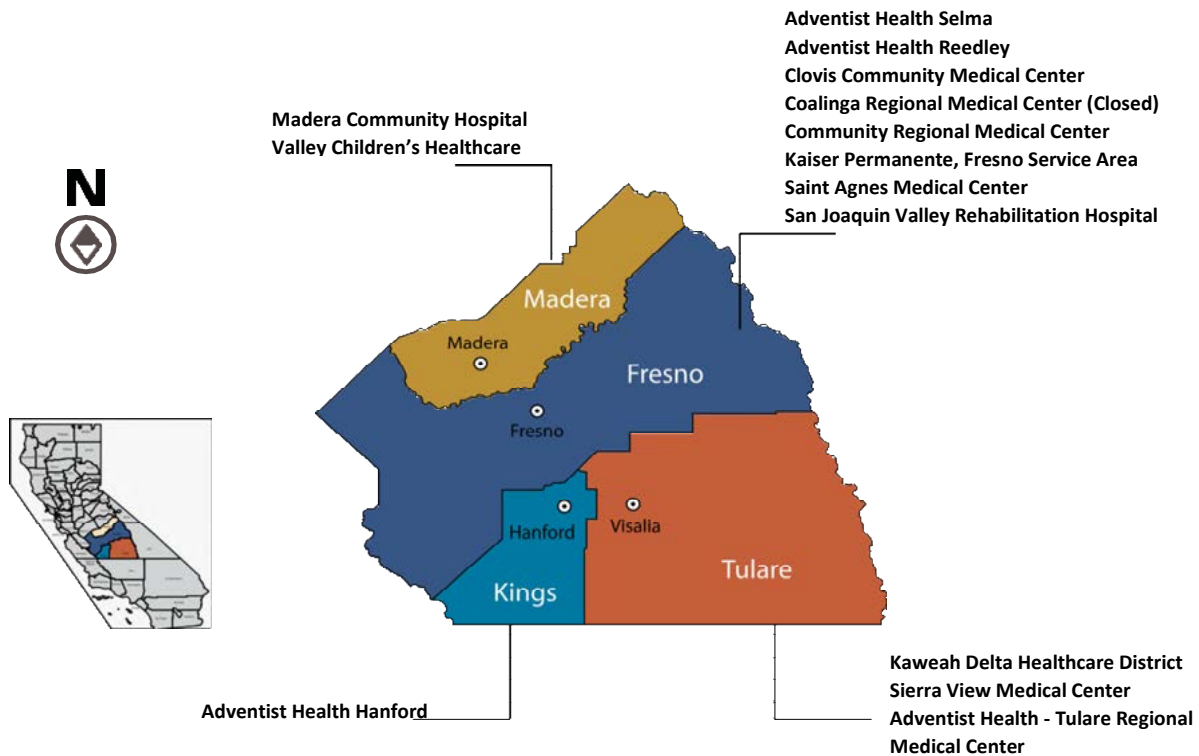 Adventist Health Selma
Adventist Health Reedley
Clovis Community Medical Center
Coalinga Regional Medical Center (Closed)
Community Regional Medical Center
Kaiser Permanente, Fresno Service Area
Saint Agnes Medical Center
San Joaquin Valley Rehabilitation Hospital
Madera Community Hospital
Valley Children’s Healthcare
N
Madera
Madera
Fresno
Fresno
Hanford
Visalia
Kings
Tulare
Adventist Health Hanford
Kaweah Delta Healthcare District
Sierra View Medical Center
Adventist Health - Tulare Regional
Medical Center